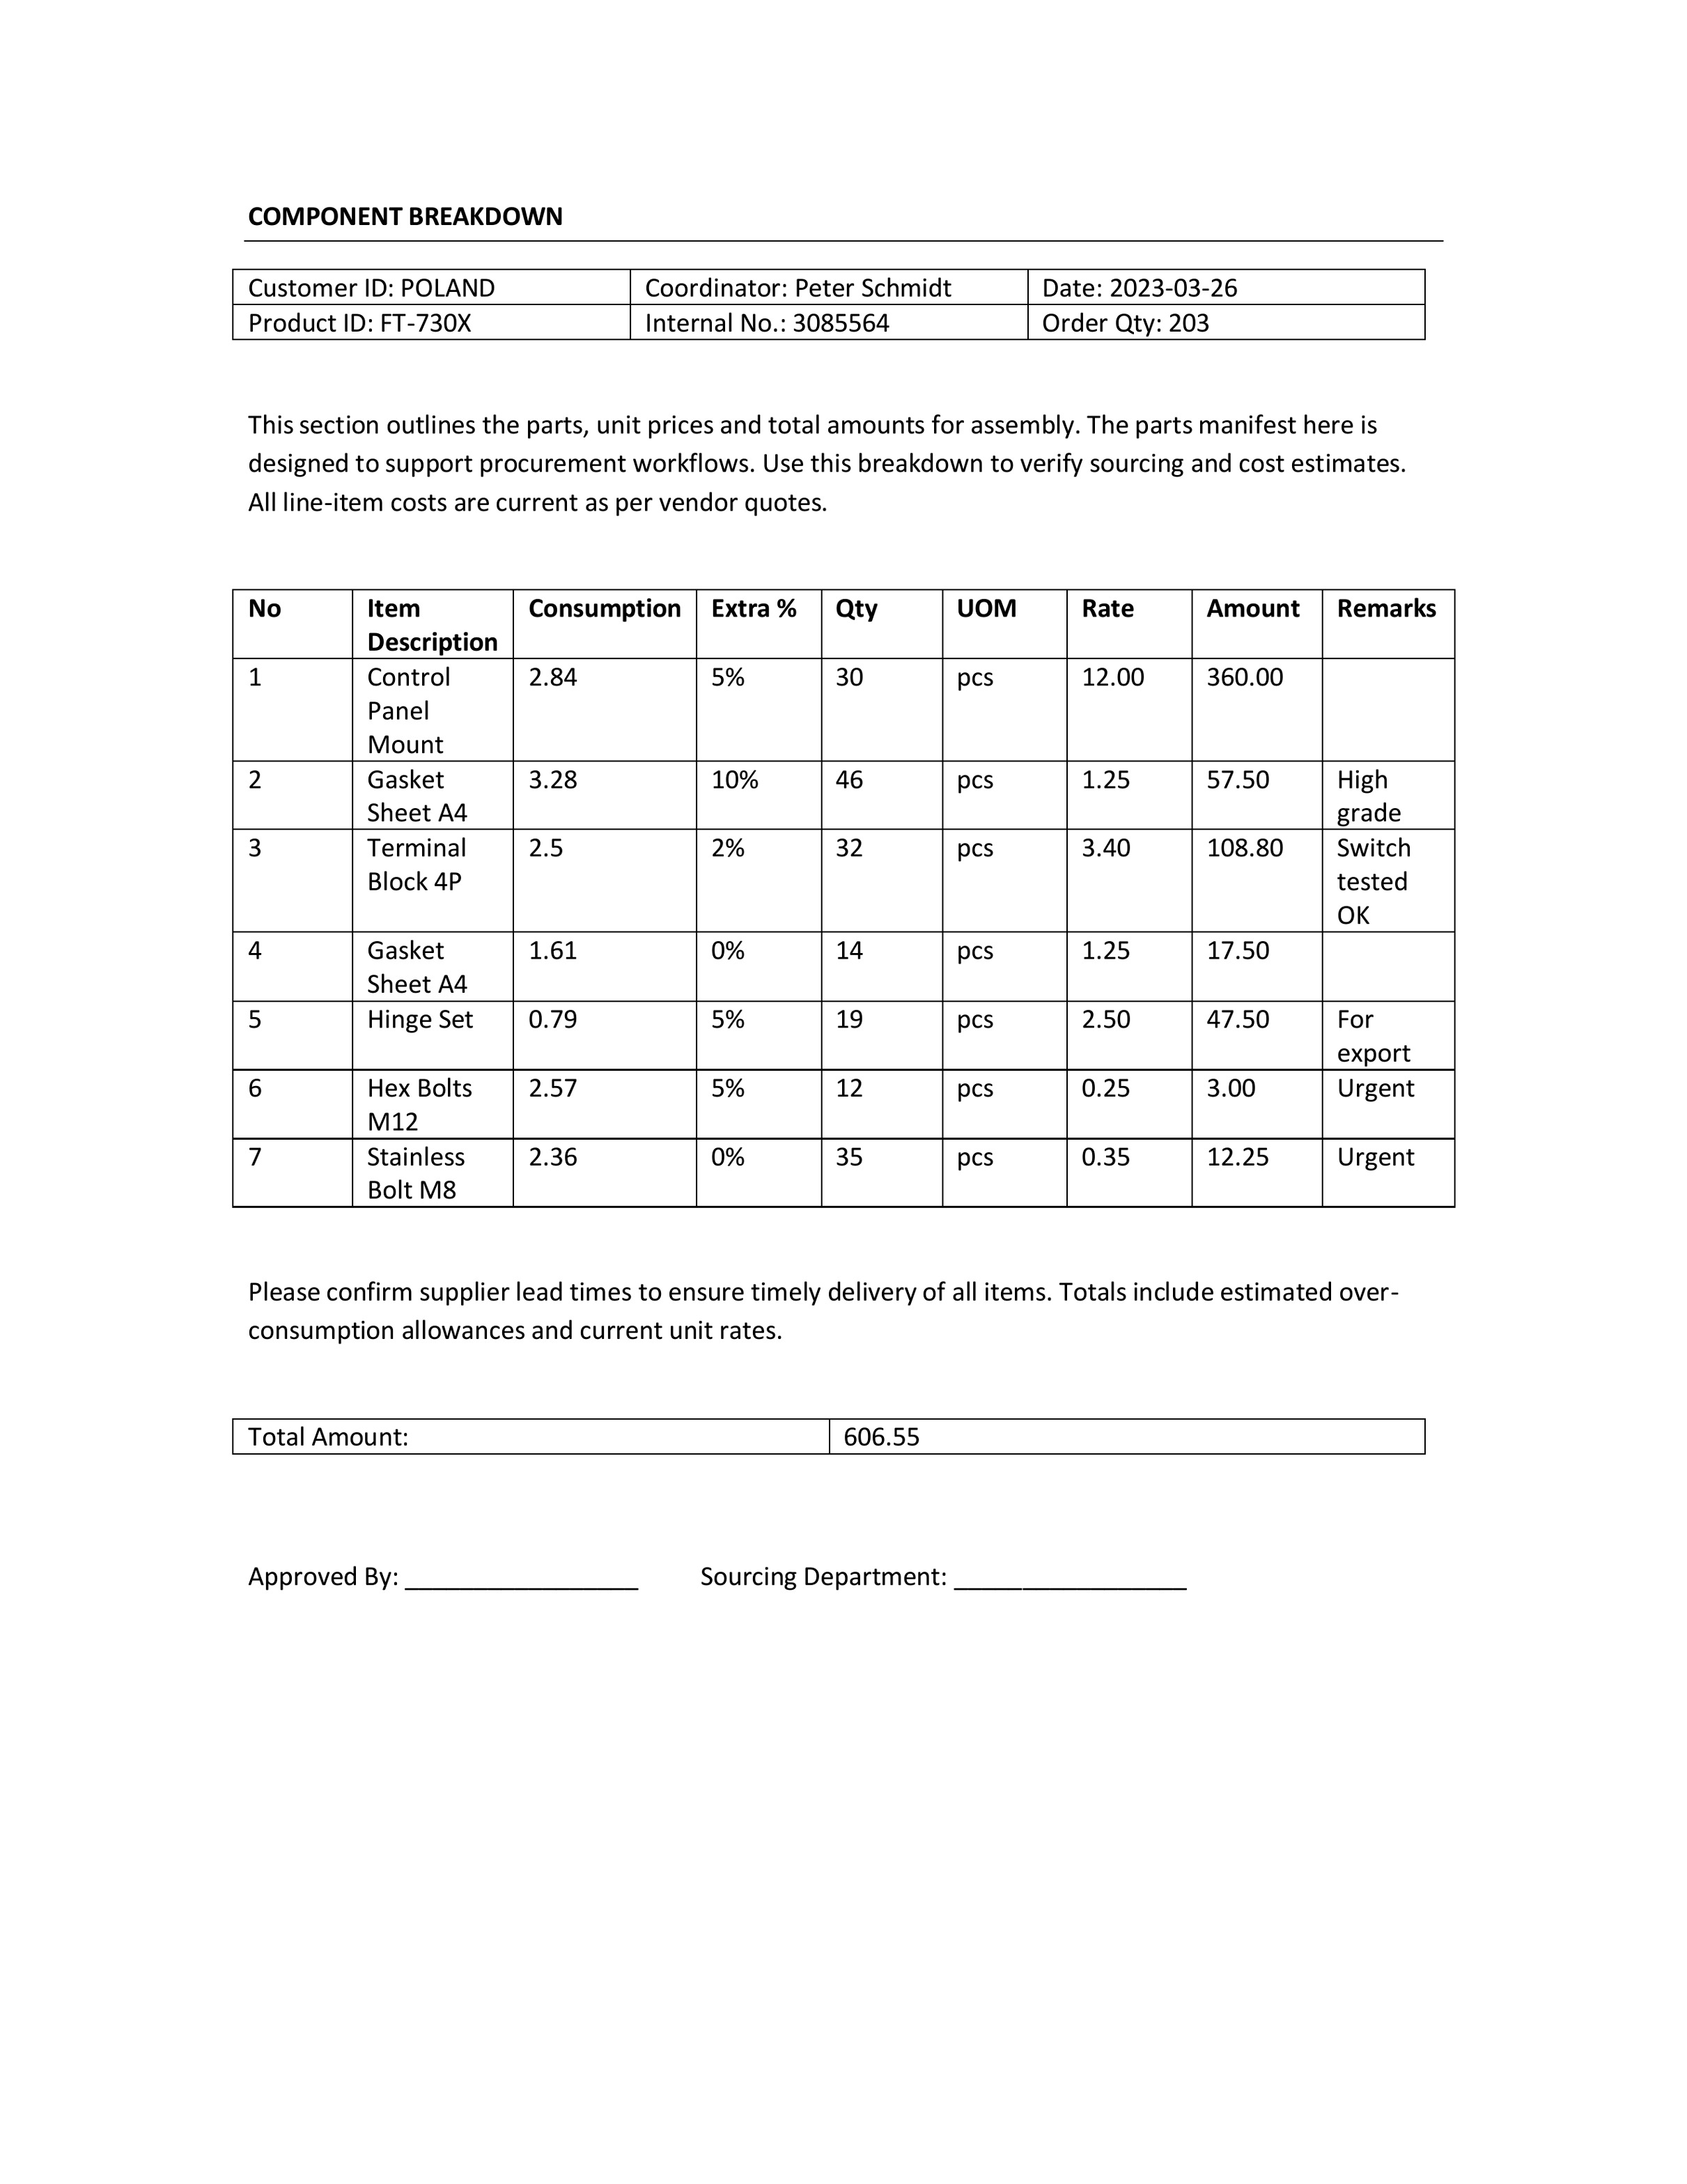 COMPONENT BREAKDOWN
Customer ID: POLAND Coordinator: Peter Schmidt Date: 2023-03-26
Product ID: FT-730X Internal No.: 3085564 Order Qty: 203
This section outlines the parts, unit prices and total amounts for assembly. The parts manifest here is
designed to support procurement workflows. Use this breakdown to verify sourcing and cost estimates.
All line-item costs are current as per vendor quotes.
No Item Consumption Extra % Qty UOM Rate Amount Remarks
Description
1 Control 2.84 5% 30 pcs 12.00 360.00
Panel
Mount
2 Gasket 3.28 10% 46 pcs 1.25 57.50 High
Sheet A4 grade
3 Terminal 2.5 2% 32 pcs 3.40 108.80 Switch
Block 4P tested
OK
4 Gasket 1.61 0% 14 pcs 1.25 17.50
Sheet A4
5 Hinge Set 0.79 5% 19 pcs 2.50 47.50 For
export
6 Hex Bolts 2.57 5% 12 pcs 0.25 3.00 Urgent
M12
7 Stainless 2.36 0% 35 pcs 0.35 12.25 Urgent
Bolt M8
Please confirm supplier lead times to ensure timely delivery of all items. Totals include estimated over-
consumption allowances and current unit rates.
Total Amount: 606.55
Approved By: _________________ Sourcing Department: _________________